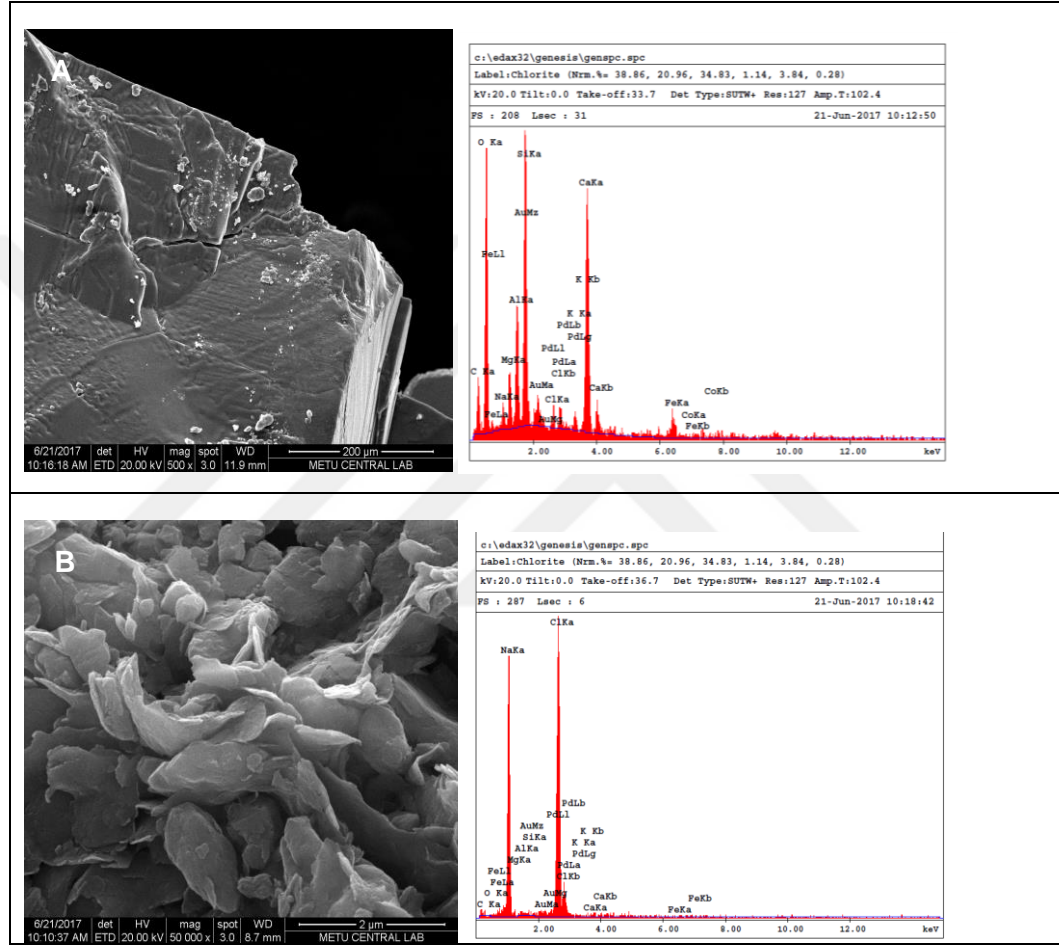 A
6/21/2017 det HV mag spot WD 200 µm
10:16:18 AM ETD 20.00 kV 500 x 3.0 11.9 mm METU CENTRAL LAB
c:\edax32\genesis\genspc.spc
Label:Chlorite (Nrm.%= 38.86, 20.96, 34.83, 1.14, 3.84, 0.28)
kV:20.0 Tilt:0.0 Take-off:33.7 Det Type:SUTW+ Res:127 Amp.T:102.4
FS : 208 Lsec : 31 21-Jun-2017 10:12:50
O Ka
SiKa
CaKa
AuMz
FeLl
K Kb
AlKa
K Ka
PdLb
PdLg
PdLl
MgKa
PdLa
C Ka
ClKb
AuMa
CaKb
CoKb
NaKa
ClKa
FeKa
FeLa
AuMg
CoKa
FeKb
2.00 4.00 6.00 8.00 10.00 12.00 keV
B
6/21/2017 det HV mag spot WD 2 µm
10:10:37 AM ETD 20.00 kV 50 000 x 3.0 8.7 mm METU CENTRAL LAB
c:\edax32\genesis\genspc.spc
Label:Chlorite (Nrm.%= 38.86, 20.96, 34.83, 1.14, 3.84, 0.28)
kV:20.0 Tilt:0.0 Take-off:36.7 Det Type:SUTW+ Res:127 Amp.T:102.4
FS : 287 Lsec : 6 21-Jun-2017 10:18:42
ClKa
NaKa
PdLb
PdLl
AuMz
K Kb
SiKa
K Ka
AlKa
PdLg
MgKa
PdLa
FeLl
ClKb
FeLa
O Ka
AuMg
CaKb
FeKb
C Ka
AuMa
CaKa
FeKa
2.00 4.00 6.00 8.00 10.00 12.00 keV